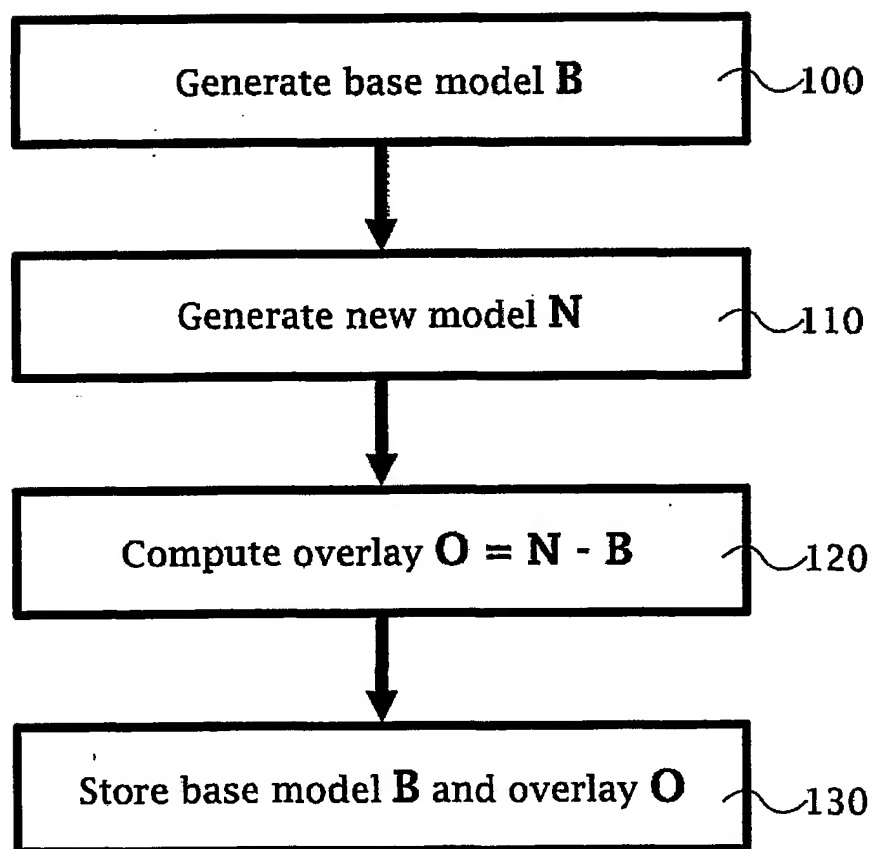 Generate base model B 100
Generate new model N 110
Compute overlay O = N - B 120
Store base model B and overlay O 130